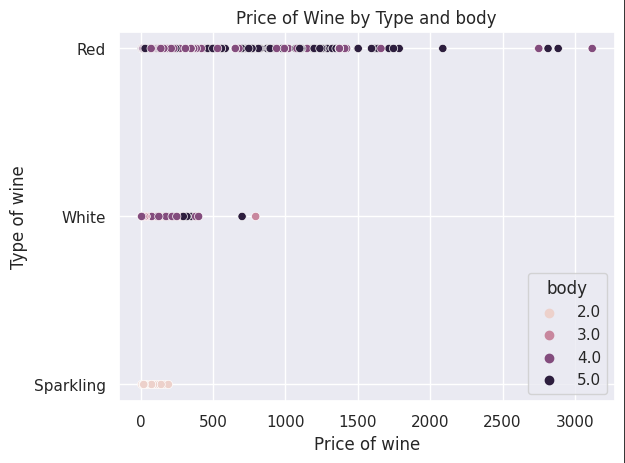 Price of Wine by Type and body
Red
White
Sparkling
Type of wine
body
2.0
3.0
4.0
5.0
0 500 1000 1500 2000 2500 3000
Price of wine